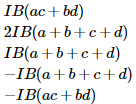 IB(ac + bd)
2IB(a + b + c + d)
IB(a + b + c + d)
−IB(a + b + c + d)
−IB(ac + bd)